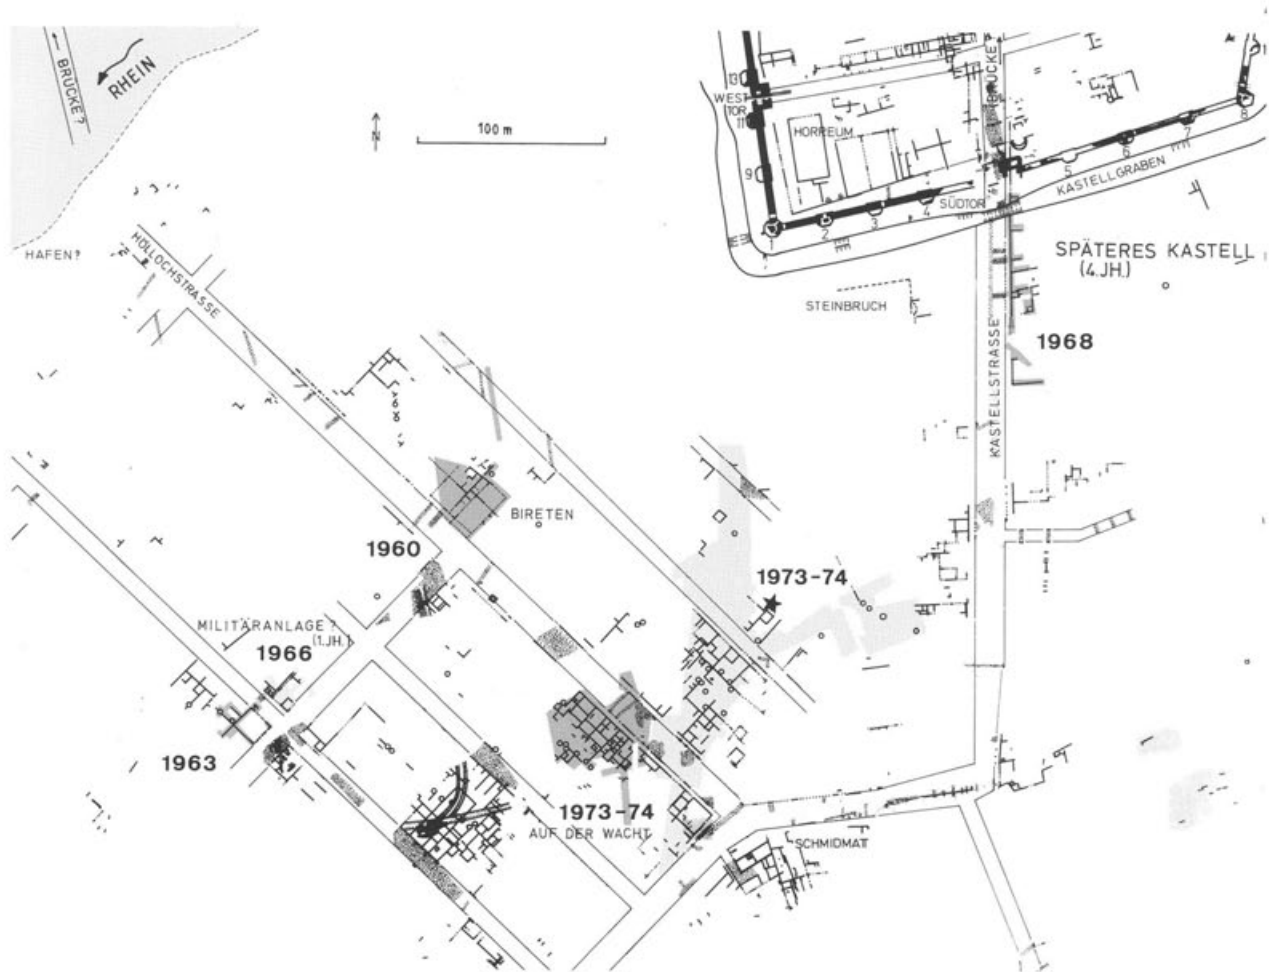 BRÜCKE?
RHEIN
HAFEN?
HÖLLOCHSTRASSE
N
100 m
13
WEST
TOR
11
HORREUM
BRÜCKE
9
1
2
3
4
SÜDTOR
5
6
7
8
KASTELLGRABEN
SPÄTERES KASTELL
(4.JH.)
STEINBRUCH
KASTELLSTRASSE
1968
BIRETEN
1960
1973-74
MILITÄRANLAGE?
(1.JH.)
1966
1963
1973-74
AUF DER WACHT
SCHMIDMATT